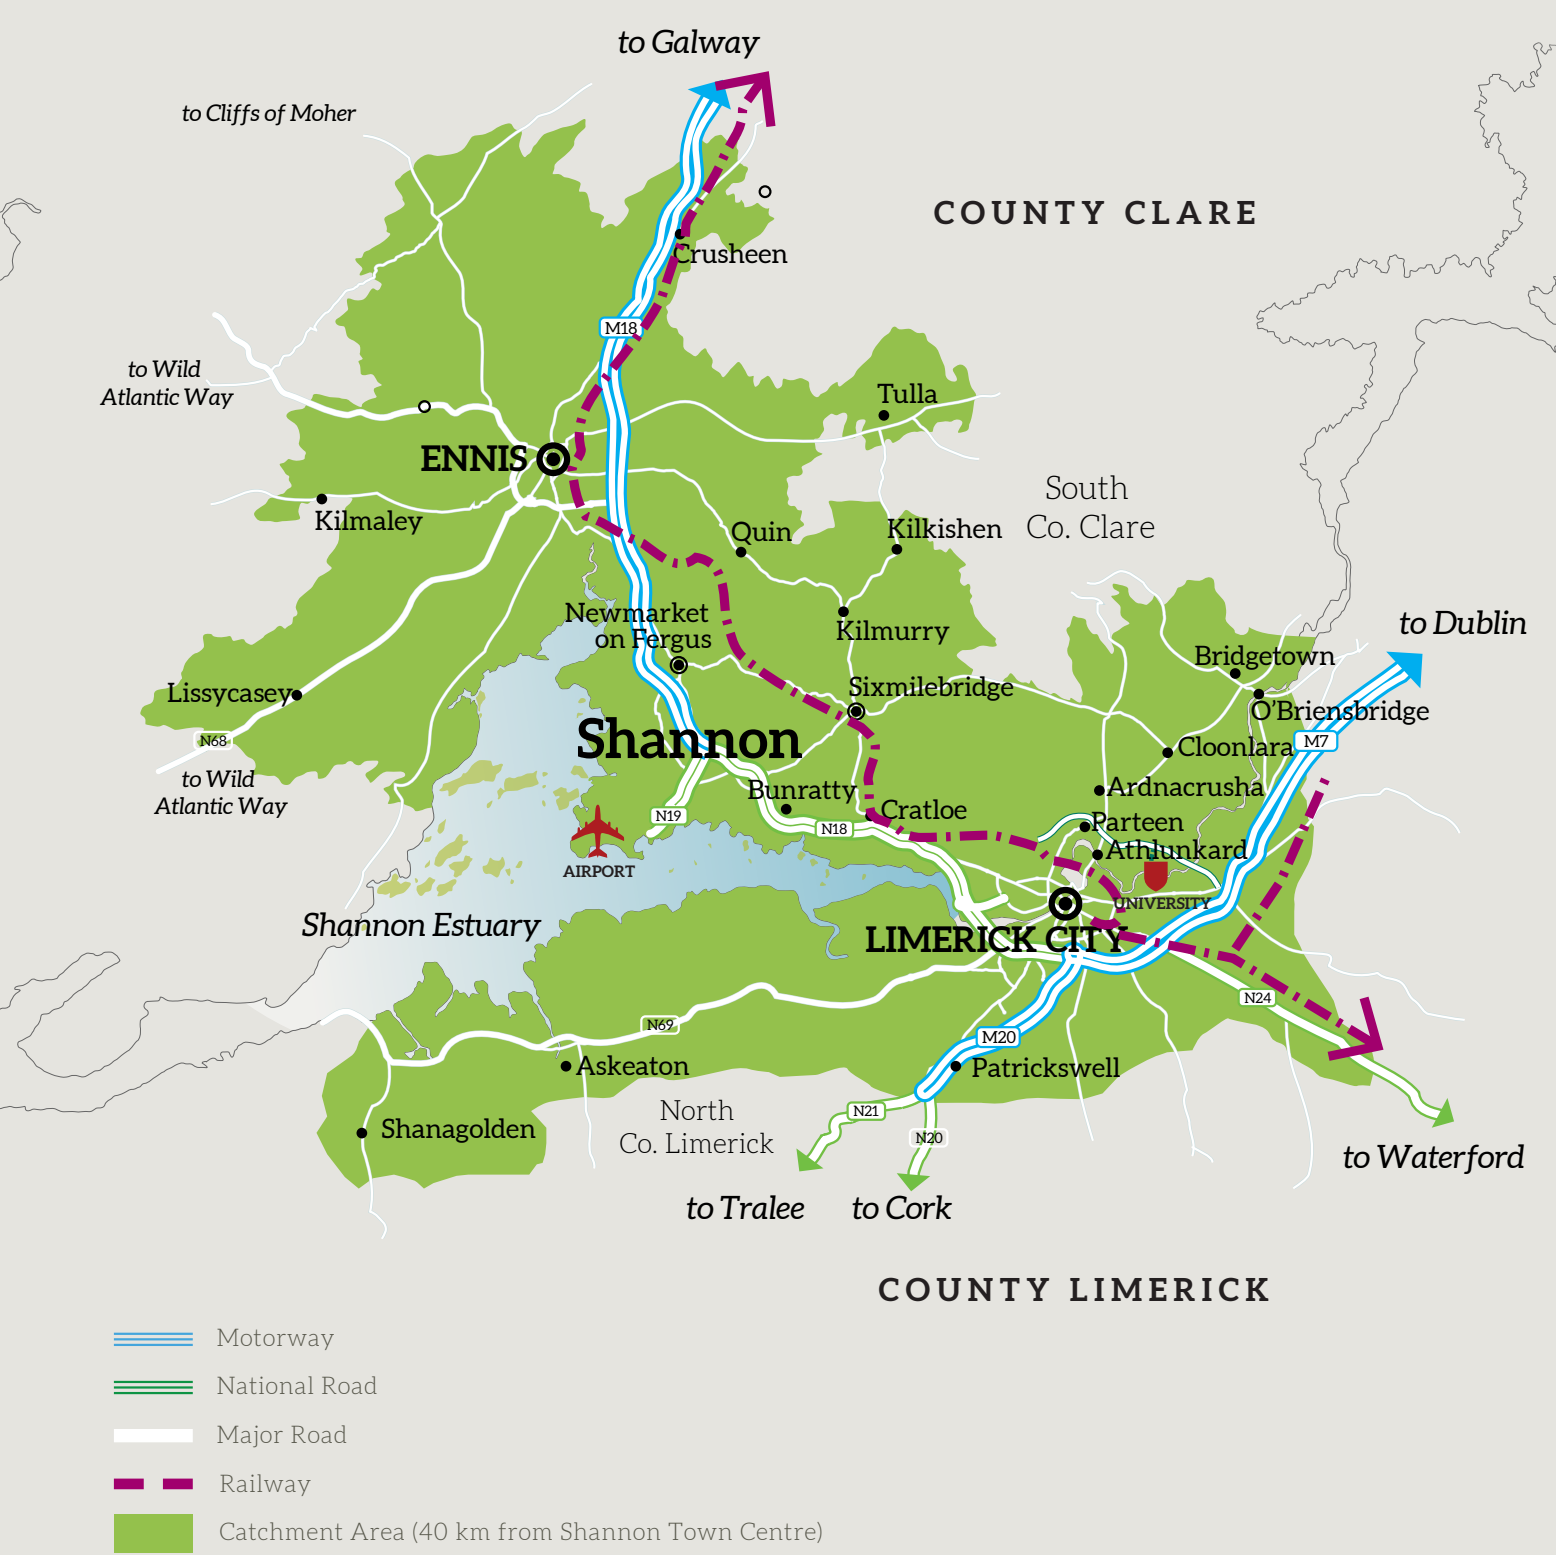 to Galway
to Cliffs of Moher
COUNTY CLARE
Crusheen
M18
to Wild
Atlantic Way
Tulla
ENNIS
South
Co. Clare
Kilmaley
Quin
Kilkishen
Newmarket
on Fergus
Kilmurry
to Dublin
Bridgetown
Lissycasey
Sixmilebridge
O'Briensbridge
N68
Shannon
M7
Cloonlara
to Wild
Atlantic Way
Bunratty
Ardnacrusha
N19
N18
Cratloe
Parteen
Athlunkard
AIRPORT
UNIVERSITY
Shannon Estuary
LIMERICK CITY
N24
N69
M20
Askeaton
Patrickswell
North
Co. Limerick
N21
Shanagolden
N20
to Waterford
to Tralee
to Cork
COUNTY LIMERICK
Motorway
National Road
Major Road
Railway
Catchment Area (40 km from Shannon Town Centre)